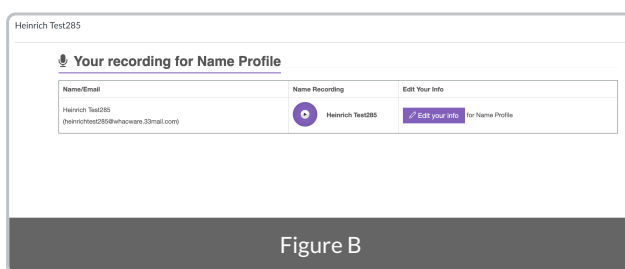 Heinrich Test285
Your recording for Name Profile
Name/Email Name Recording Edit Your Info
Heinrich Test285
(heinrichtest285@whacware.33mail.com)
Heinrich Test285
Edit your info for Name Profile
Figure B